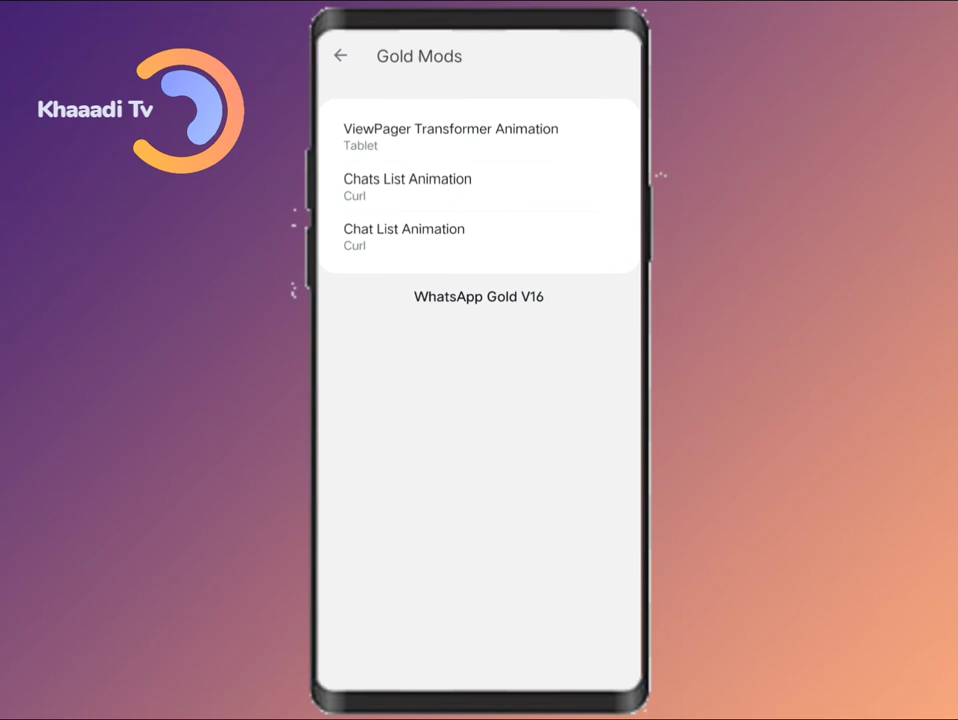 Khaaadi Tv
Gold Mods
ViewPager Transformer Animation
Tablet
Chats List Animation
Curl
Chat List Animation
Curl
WhatsApp Gold V16